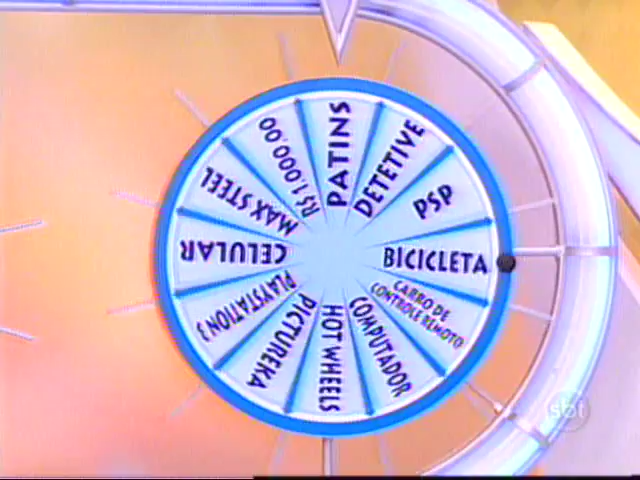 PATINS
DETETIVE
PSP
BICICLETA
CARRO DE
CONTROLE REMOTO
COMPUTADOR
HOT WHEELS
PICTUREKA
PLAYSTATION 3
CELULAR
MAX STEEL
R$ 1.000,00
sbt